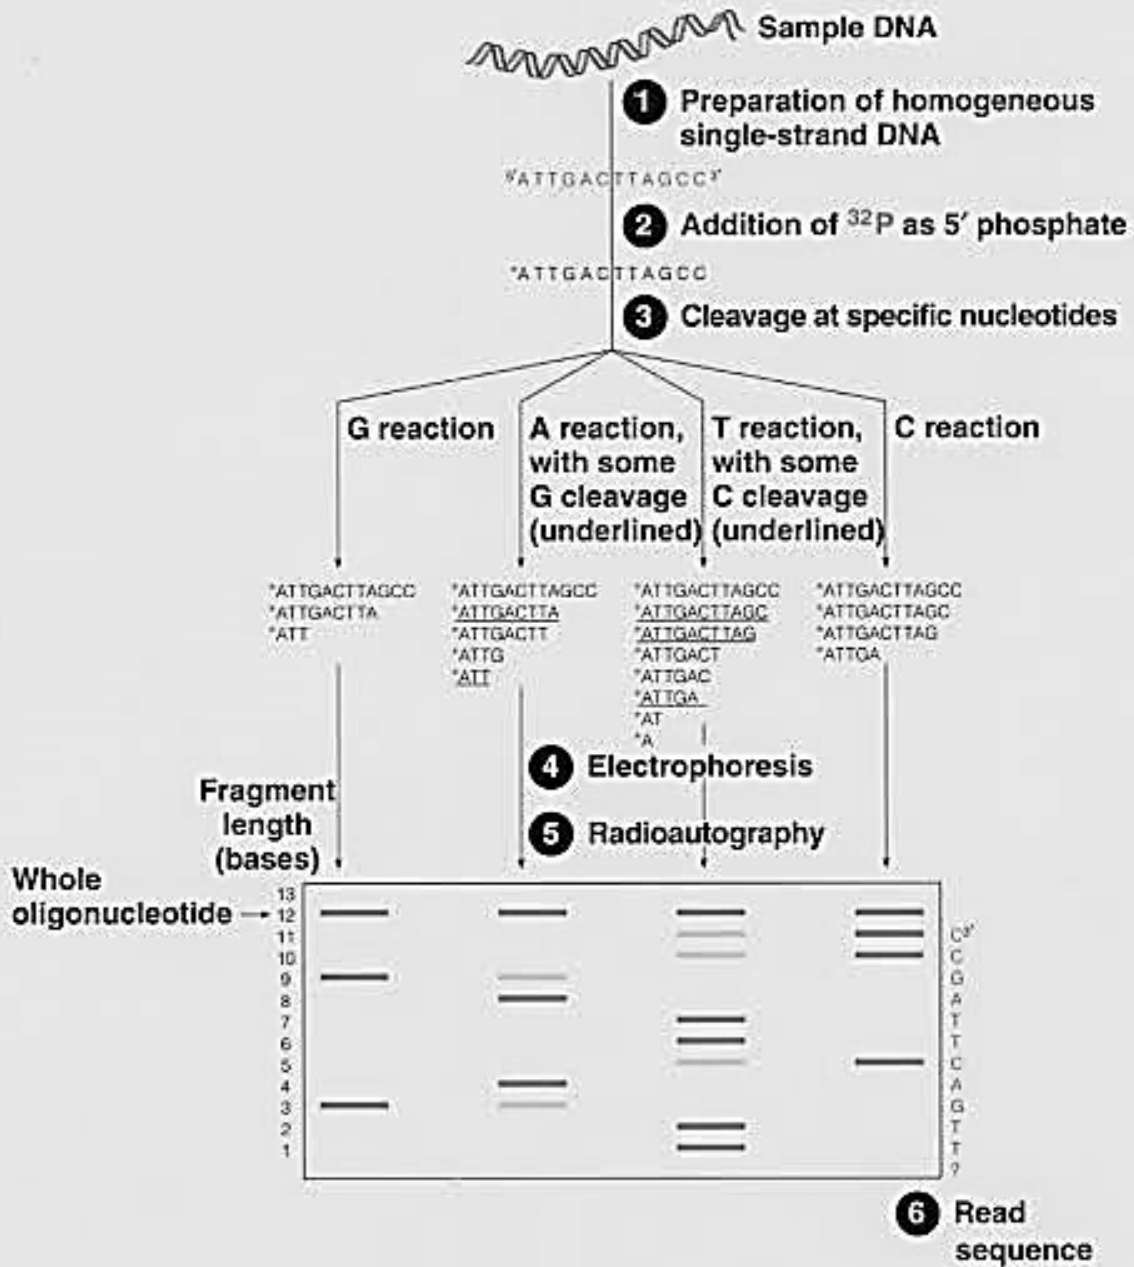 Sample DNA
1 Preparation of homogeneous
single-strand DNA
5'ATTGACTTAGCC3'
2 Addition of 32P as 5' phosphate
*ATTGACTTAGCC
3 Cleavage at specific nucleotides
G reaction
A reaction,
with some
G cleavage
(underlined)
T reaction,
with some
C cleavage
(underlined)
C reaction
*ATTGACTTAGCC
*ATTGACTTA
*ATT
*ATTGACTTAGCC
*ATTGACTTA
*ATTGACTT
*ATTG
*ATT
*ATTGACTTAGCC
*ATTGACTTAGC
*ATTGACTTAG
*ATTGACT
*ATTGAC
*ATTGA
*AT
*A
*ATTGACTTAGCC
*ATTGACTTAGC
*ATTGACTTAG
*ATTGA
4 Electrophoresis
5 Radioautography
Fragment
length
(bases)
Whole
oligonucleotide
13
12
11
10
9
8
7
6
5
4
3
2
1
C3'
C
G
A
T
T
C
A
G
T
T
?
6 Read
sequence